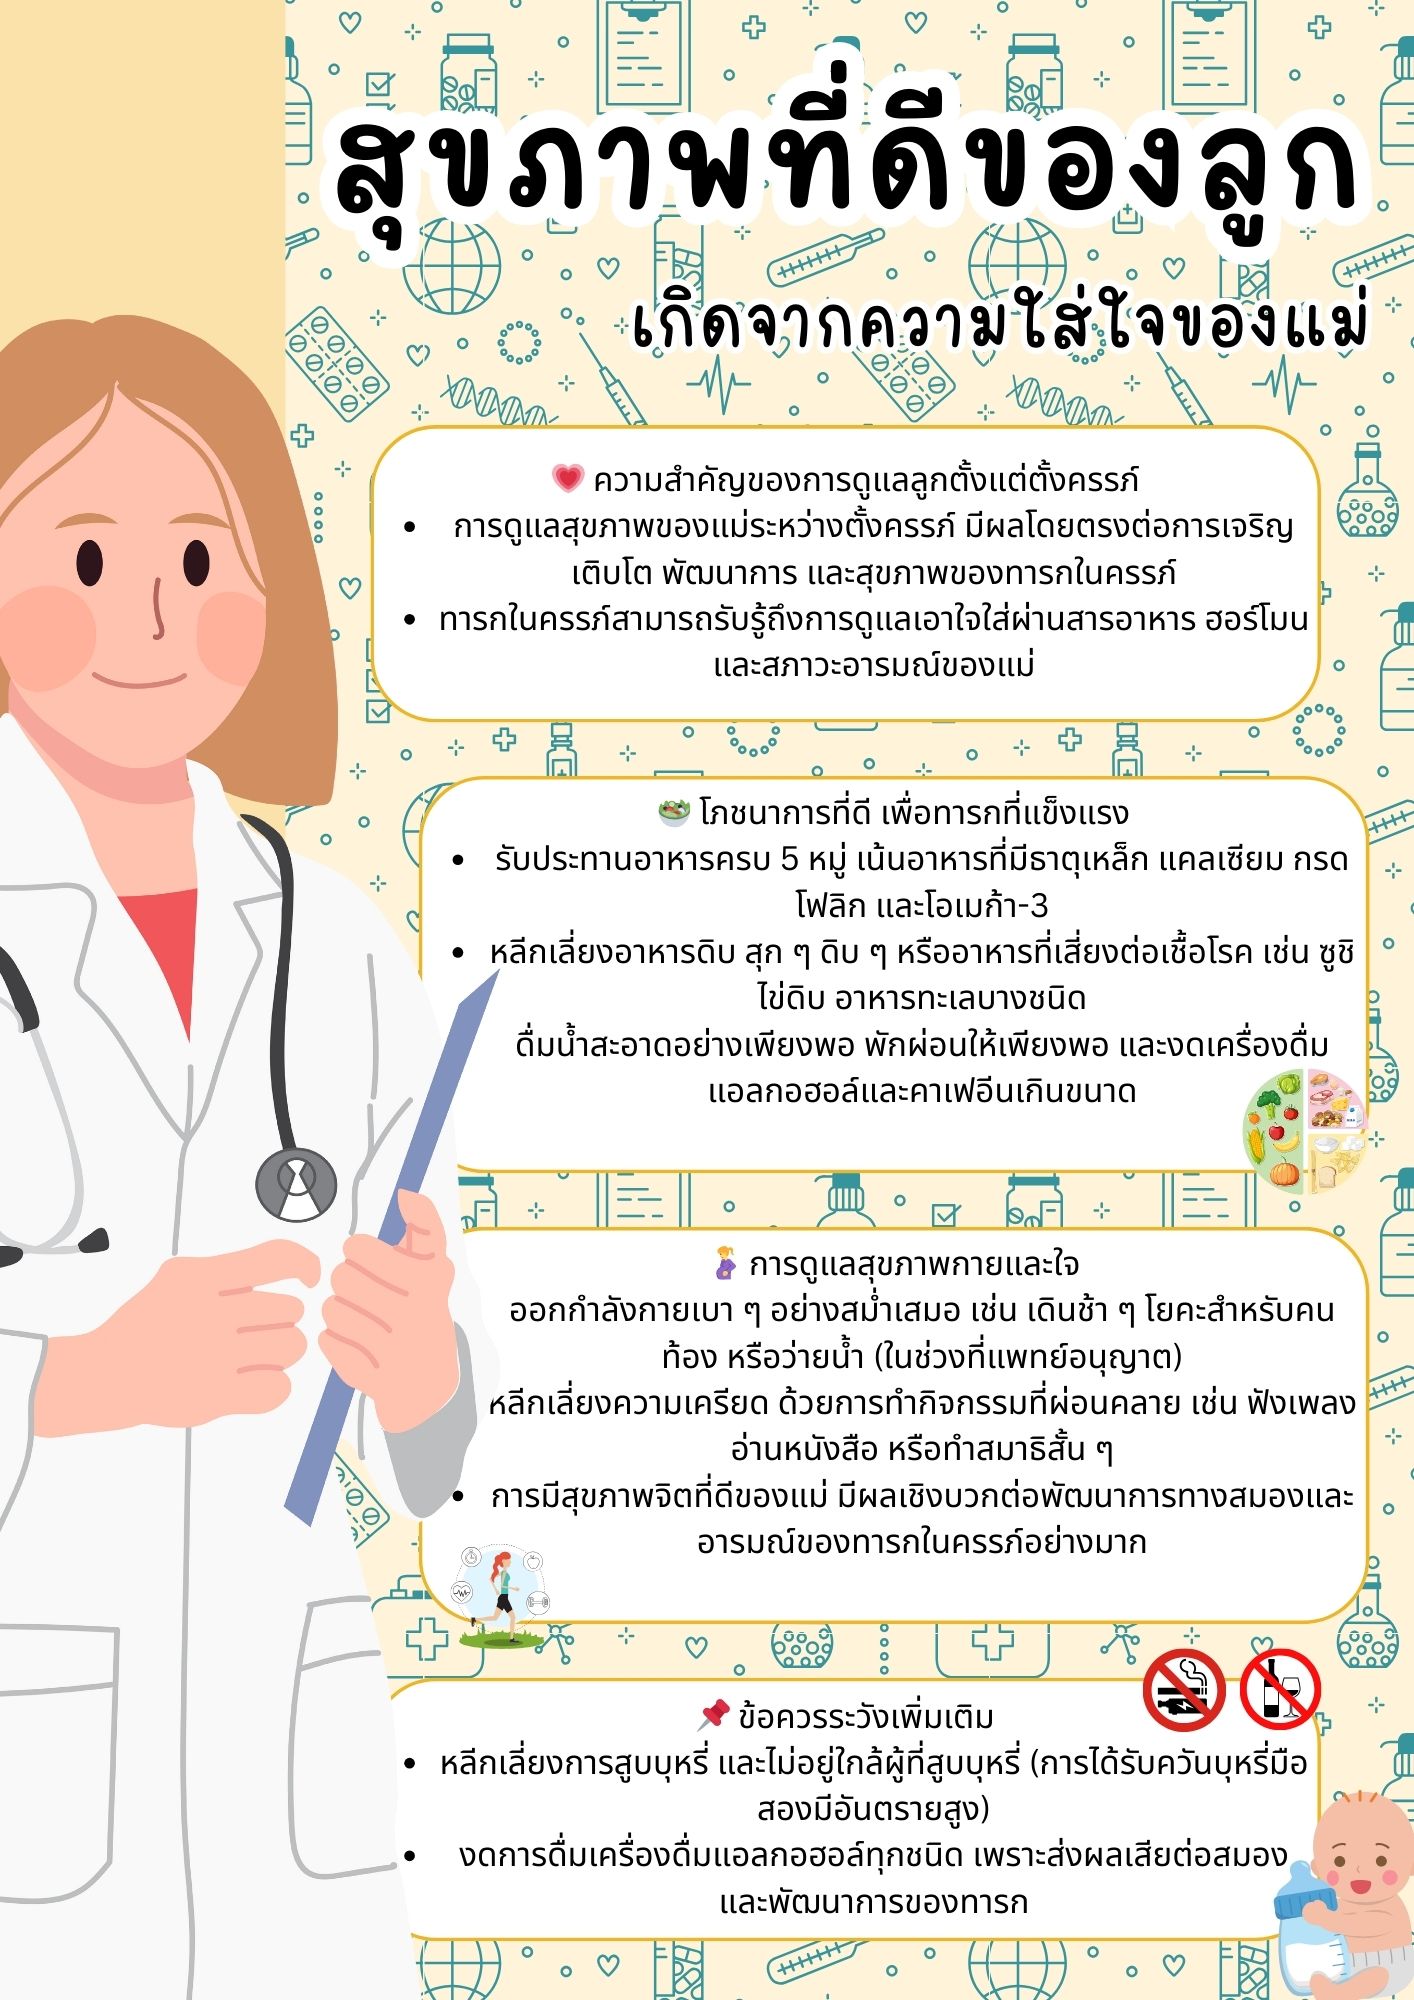 สุขภาพที่ดีของลูก
เกิดจากความใส่ใจของแม่
ความสำคัญของการดูแลลูกตั้งแต่ตั้งครรภ์
• การดูแลสุขภาพของแม่ระหว่างตั้งครรภ์ มีผลโดยตรงต่อการเจริญ
เติบโต พัฒนาการ และสุขภาพของทารกในครรภ์
• ทารกในครรภ์สามารถรับรู้ถึงการดูแลเอาใจใส่ผ่านสารอาหาร ฮอร์โมน
และสภาวะอารมณ์ของแม่
โภชนาการที่ดี เพื่อทารกที่แข็งแรง
• รับประทานอาหารครบ 5 หมู่ เน้นอาหารที่มีธาตุเหล็ก แคลเซียม กรด
โฟลิก และโอเมก้า-3
• หลีกเลี่ยงอาหารดิบ สุก ๆ ดิบ ๆ หรืออาหารที่เสี่ยงต่อเชื้อโรค เช่น ซูชิ
ไข่ดิบ อาหารทะเลบางชนิด
ดื่มน้ำสะอาดอย่างเพียงพอ พักผ่อนให้เพียงพอ และงดเครื่องดื่ม
แอลกอฮอล์และคาเฟอีนเกินขนาด
การดูแลสุขภาพกายและใจ
ออกกำลังกายเบา ๆ อย่างสม่ำเสมอ เช่น เดินช้า ๆ โยคะสำหรับคน
ท้อง หรือว่ายน้ำ (ในช่วงที่แพทย์อนุญาต)
หลีกเลี่ยงความเครียด ด้วยการทำกิจกรรมที่ผ่อนคลาย เช่น ฟังเพลง
อ่านหนังสือ หรือทำสมาธิสั้น ๆ
• การมีสุขภาพจิตที่ดีของแม่ มีผลเชิงบวกต่อพัฒนาการทางสมองและ
อารมณ์ของทารกในครรภ์อย่างมาก
ข้อควรระวังเพิ่มเติม
• หลีกเลี่ยงการสูบบุหรี่ และไม่อยู่ใกล้ผู้ที่สูบบุหรี่ (การได้รับควันบุหรี่มือ
สองมีอันตรายสูง)
• งดการดื่มเครื่องดื่มแอลกอฮอล์ทุกชนิด เพราะส่งผลเสียต่อสมอง
และพัฒนาการของทารก